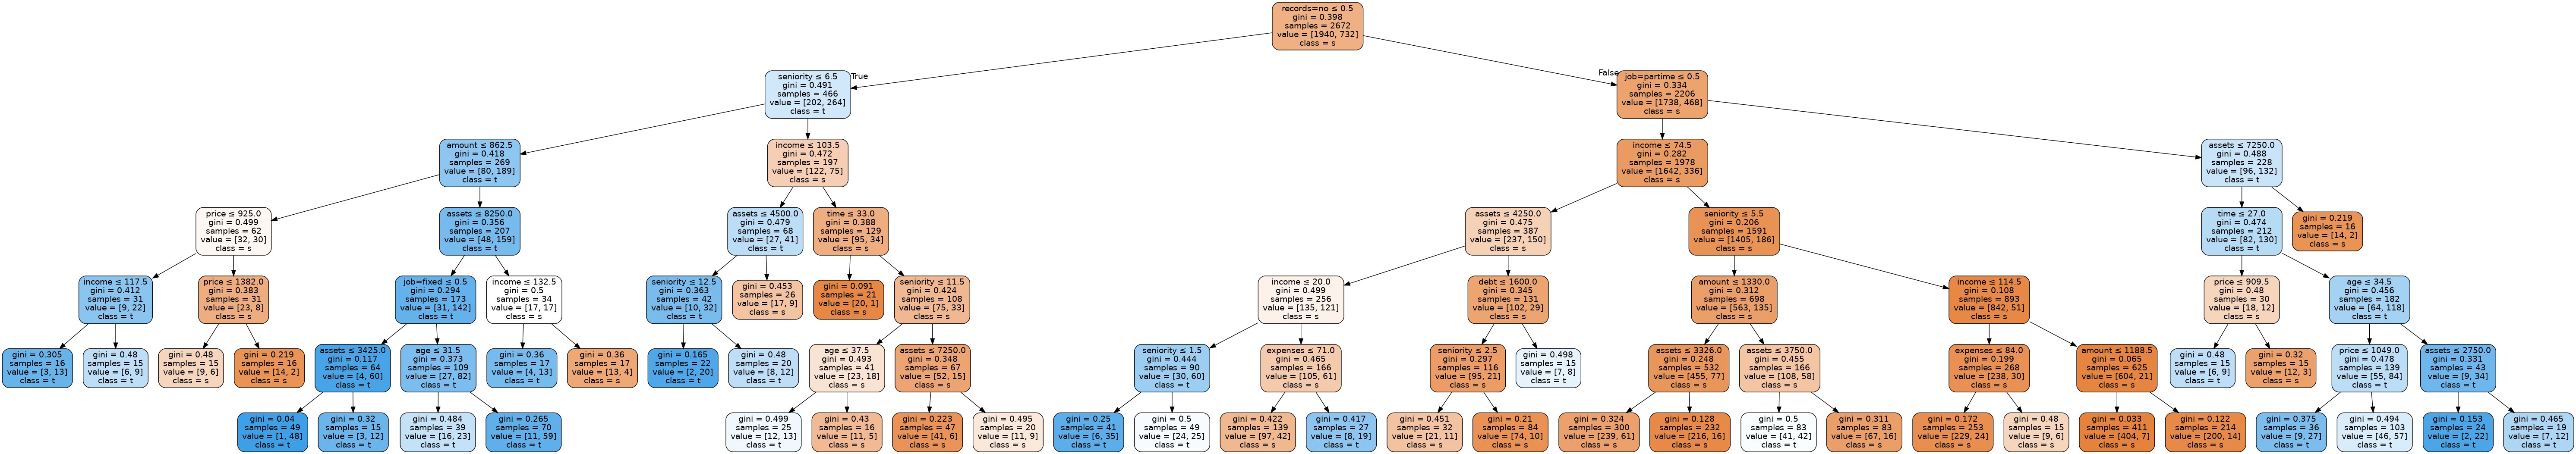 records=no ≤ 0.5
gini = 0.398
samples = 2672
value = [1940, 732]
class = s
True
False
seniority ≤ 6.5
gini = 0.491
samples = 466
value = [202, 264]
class = t
job=partime ≤ 0.5
gini = 0.334
samples = 2206
value = [1738, 468]
class = s
amount ≤ 862.5
gini = 0.418
samples = 269
value = [80, 189]
class = t
income ≤ 103.5
gini = 0.472
samples = 197
value = [122, 75]
class = s
income ≤ 74.5
gini = 0.282
samples = 1978
value = [1642, 336]
class = s
assets ≤ 7250.0
gini = 0.488
samples = 228
value = [96, 132]
class = t
price ≤ 925.0
gini = 0.499
samples = 62
value = [32, 30]
class = s
assets ≤ 8250.0
gini = 0.356
samples = 207
value = [48, 159]
class = t
assets ≤ 4500.0
gini = 0.479
samples = 68
value = [27, 41]
class = t
time ≤ 33.0
gini = 0.388
samples = 129
value = [95, 34]
class = s
assets ≤ 4250.0
gini = 0.475
samples = 387
value = [237, 150]
class = s
seniority ≤ 5.5
gini = 0.206
samples = 1591
value = [1405, 186]
class = s
time ≤ 27.0
gini = 0.474
samples = 212
value = [82, 130]
class = t
gini = 0.219
samples = 16
value = [14, 2]
class = s
income ≤ 117.5
gini = 0.412
samples = 31
value = [9, 22]
class = t
price ≤ 1382.0
gini = 0.383
samples = 31
value = [23, 8]
class = s
job=fixed ≤ 0.5
gini = 0.294
samples = 173
value = [31, 142]
class = t
income ≤ 132.5
gini = 0.5
samples = 34
value = [17, 17]
class = s
seniority ≤ 12.5
gini = 0.363
samples = 42
value = [10, 32]
class = t
gini = 0.453
samples = 26
value = [17, 9]
class = s
gini = 0.091
samples = 21
value = [20, 1]
class = s
seniority ≤ 11.5
gini = 0.424
samples = 108
value = [75, 33]
class = s
income ≤ 20.0
gini = 0.499
samples = 256
value = [135, 121]
class = s
debt ≤ 1600.0
gini = 0.345
samples = 131
value = [102, 29]
class = s
amount ≤ 1330.0
gini = 0.312
samples = 698
value = [563, 135]
class = s
income ≤ 114.5
gini = 0.108
samples = 893
value = [842, 51]
class = s
price ≤ 909.5
gini = 0.48
samples = 30
value = [18, 12]
class = s
age ≤ 34.5
gini = 0.456
samples = 182
value = [64, 118]
class = t
gini = 0.305
samples = 16
value = [3, 13]
class = t
gini = 0.48
samples = 15
value = [6, 9]
class = t
gini = 0.48
samples = 15
value = [9, 6]
class = s
gini = 0.219
samples = 16
value = [14, 2]
class = s
assets ≤ 3425.0
gini = 0.117
samples = 64
value = [4, 60]
class = t
age ≤ 31.5
gini = 0.373
samples = 109
value = [27, 82]
class = t
gini = 0.36
samples = 17
value = [4, 13]
class = t
gini = 0.36
samples = 17
value = [13, 4]
class = s
gini = 0.165
samples = 22
value = [2, 20]
class = t
gini = 0.48
samples = 20
value = [8, 12]
class = t
age ≤ 37.5
gini = 0.493
samples = 41
value = [23, 18]
class = s
assets ≤ 7250.0
gini = 0.348
samples = 67
value = [52, 15]
class = s
seniority ≤ 1.5
gini = 0.444
samples = 90
value = [30, 60]
class = t
expenses ≤ 71.0
gini = 0.465
samples = 166
value = [105, 61]
class = s
seniority ≤ 2.5
gini = 0.297
samples = 116
value = [95, 21]
class = s
gini = 0.498
samples = 15
value = [7, 8]
class = t
assets ≤ 3326.0
gini = 0.248
samples = 532
value = [455, 77]
class = s
assets ≤ 3750.0
gini = 0.455
samples = 166
value = [108, 58]
class = s
expenses ≤ 84.0
gini = 0.199
samples = 268
value = [238, 30]
class = s
amount ≤ 1188.5
gini = 0.065
samples = 625
value = [604, 21]
class = s
gini = 0.48
samples = 15
value = [6, 9]
class = t
gini = 0.32
samples = 15
value = [12, 3]
class = s
price ≤ 1049.0
gini = 0.478
samples = 139
value = [55, 84]
class = t
assets ≤ 2750.0
gini = 0.331
samples = 43
value = [9, 34]
class = t
gini = 0.04
samples = 49
value = [1, 48]
class = t
gini = 0.32
samples = 15
value = [3, 12]
class = t
gini = 0.484
samples = 39
value = [16, 23]
class = t
gini = 0.265
samples = 70
value = [11, 59]
class = t
gini = 0.499
samples = 25
value = [12, 13]
class = t
gini = 0.43
samples = 16
value = [11, 5]
class = s
gini = 0.223
samples = 47
value = [41, 6]
class = s
gini = 0.495
samples = 20
value = [11, 9]
class = s
gini = 0.25
samples = 41
value = [6, 35]
class = t
gini = 0.5
samples = 49
value = [24, 25]
class = t
gini = 0.422
samples = 139
value = [97, 42]
class = s
gini = 0.417
samples = 27
value = [8, 19]
class = t
gini = 0.451
samples = 32
value = [21, 11]
class = s
gini = 0.21
samples = 84
value = [74, 10]
class = s
gini = 0.324
samples = 300
value = [239, 61]
class = s
gini = 0.128
samples = 232
value = [216, 16]
class = s
gini = 0.5
samples = 83
value = [41, 42]
class = t
gini = 0.311
samples = 83
value = [67, 16]
class = s
gini = 0.172
samples = 253
value = [229, 24]
class = s
gini = 0.48
samples = 15
value = [9, 6]
class = s
gini = 0.033
samples = 411
value = [404, 7]
class = s
gini = 0.122
samples = 214
value = [200, 14]
class = s
gini = 0.375
samples = 36
value = [9, 27]
class = t
gini = 0.494
samples = 103
value = [46, 57]
class = t
gini = 0.153
samples = 24
value = [2, 22]
class = t
gini = 0.465
samples = 19
value = [7, 12]
class = t